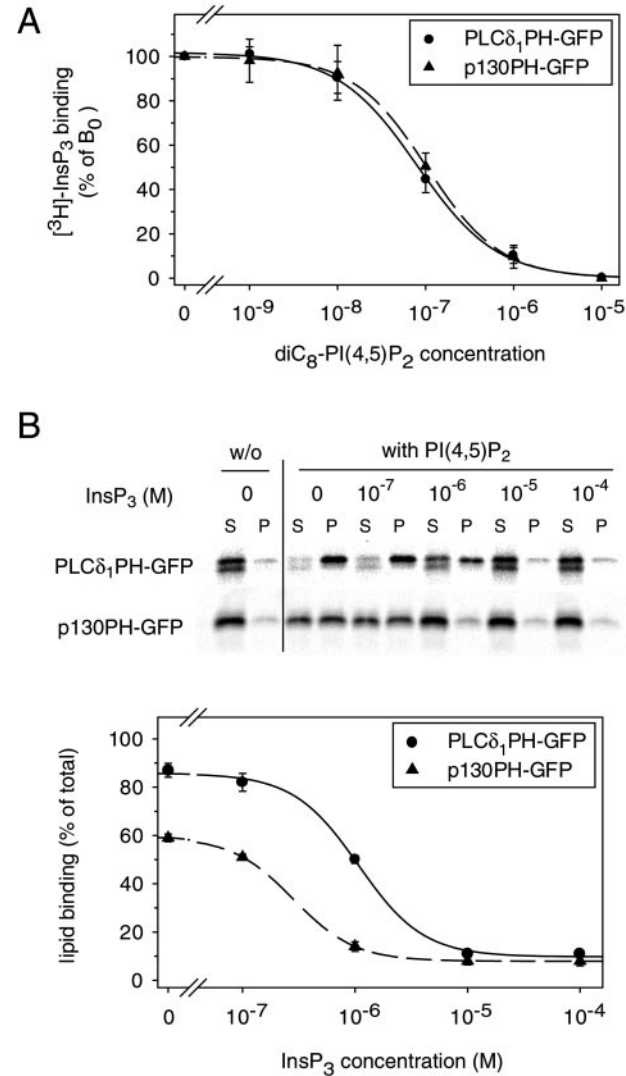 A
PLCδ₁PH-GFP
p130PH-GFP
[³H]-InsP₃ binding
(% of B₀)
100
80
60
40
20
0
0 10⁻⁹ 10⁻⁸ 10⁻⁷ 10⁻⁶ 10⁻⁵
diC₈-PI(4,5)P₂ concentration
B
w/o with PI(4,5)P₂
InsP₃ (M) 0 0 10⁻⁷ 10⁻⁶ 10⁻⁵ 10⁻⁴
S P S P S P S P S P S P
PLCδ₁PH-GFP
p130PH-GFP
PLCδ₁PH-GFP
p130PH-GFP
lipid binding (% of total)
100
80
60
40
20
0
0 10⁻⁷ 10⁻⁶ 10⁻⁵ 10⁻⁴
InsP₃ concentration (M)